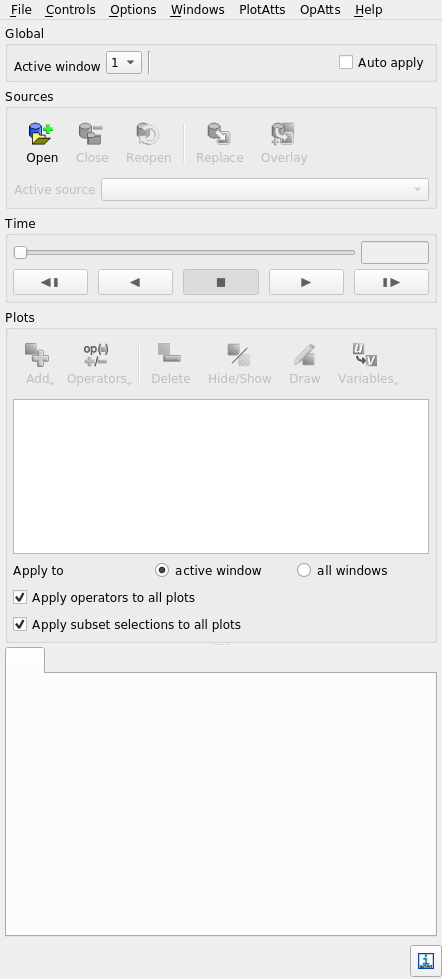 File Controls Options Windows PlotAtts OpAtts Help
Global
Active window 1 Auto apply
Sources
Open Close Reopen Replace Overlay
Active source
Time
Plots
op(s) +/- u v
Add Operators Delete Hide/Show Draw Variables
Apply to active window all windows
Apply operators to all plots
Apply subset selections to all plots